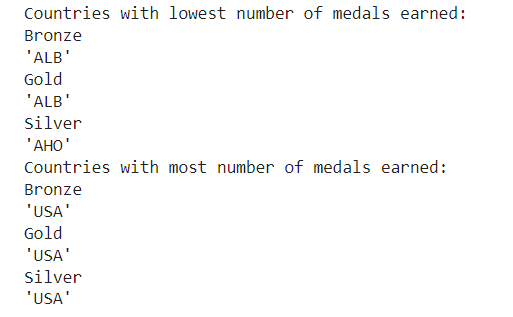 Countries with lowest number of medals earned:
Bronze
'ALB'
Gold
'ALB'
Silver
'AHO'
Countries with most number of medals earned:
Bronze
'USA'
Gold
'USA'
Silver
'USA'